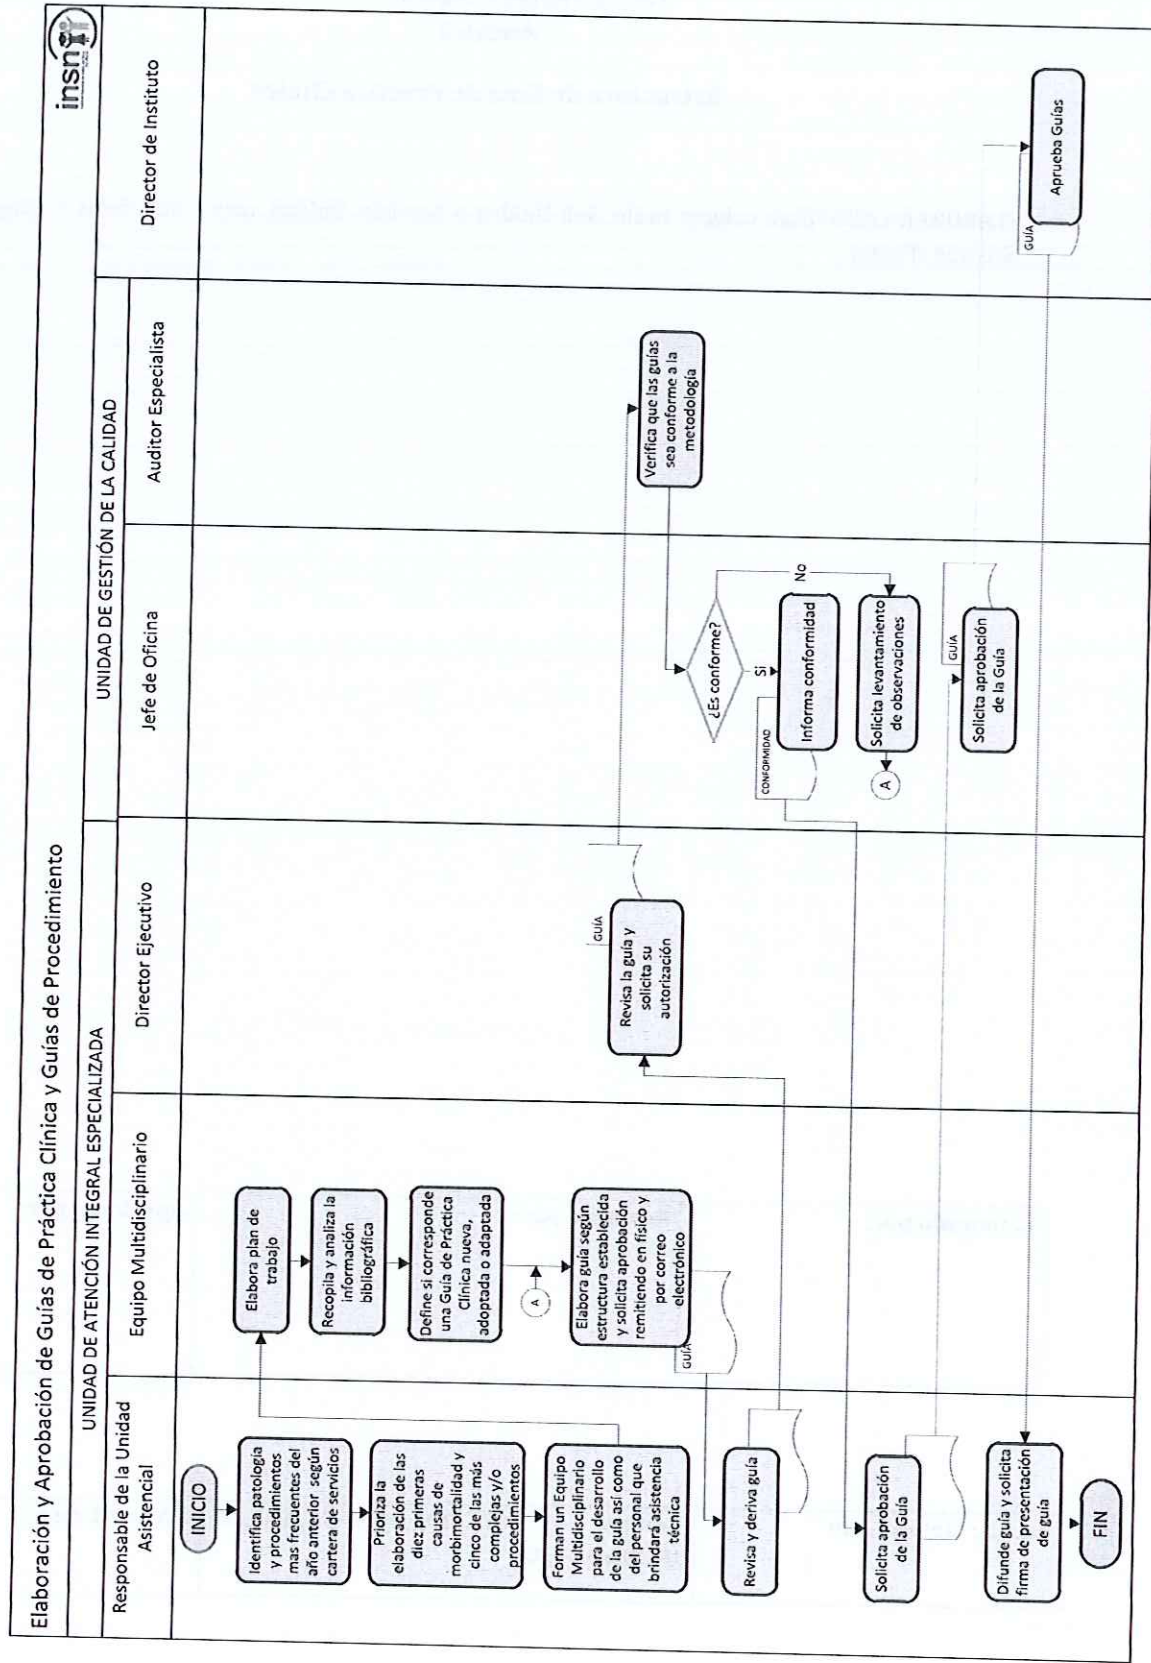 insn
Elaboración y Aprobación de Guías de Práctica Clínica y Guías de Procedimiento
UNIDAD DE ATENCIÓN INTEGRAL ESPECIALIZADA
UNIDAD DE GESTIÓN DE LA CALIDAD
Director de Instituto
Responsable de la Unidad
Asistencial
Equipo Multidisciplinario
Director Ejecutivo
Jefe de Oficina
Auditor Especialista
INICIO
Identifica patología
y procedimientos
mas frecuentes del
año anterior según
cartera de servicios
Prioriza la
elaboración de las
diez primeras
causas de
morbimortalidad y
cinco de las más
complejas y/o
procedimientos
Forman un Equipo
Multidisciplinario
para el desarrollo
de la guía así como
del personal que
brindará asistencia
técnica
Elabora plan de
trabajo
Recopila y analiza la
información
bibliográfica
Define si corresponde
una Guía de Práctica
Clínica nueva,
adoptada o adaptada
A
Elabora guía según
estructura establecida
y solicita aprobación
remitiendo en físico y
por correo
electrónico
GUÍA
Revisa y deriva guía
Revisa la guía y
solicita su
autorización
GUÍA
Verifica que las guías
sea conforme a la
metodología
¿Es conforme?
Si
No
Informa conformidad
CONFORMIDAD
Solicita levantamiento
de observaciones
A
Solicita aprobación
de la Guía
Solicita aprobación
de la Guía
GUÍA
Aprueba Guías
GUÍA
Difunde guía y solicita
firma de presentación
de guía
FIN